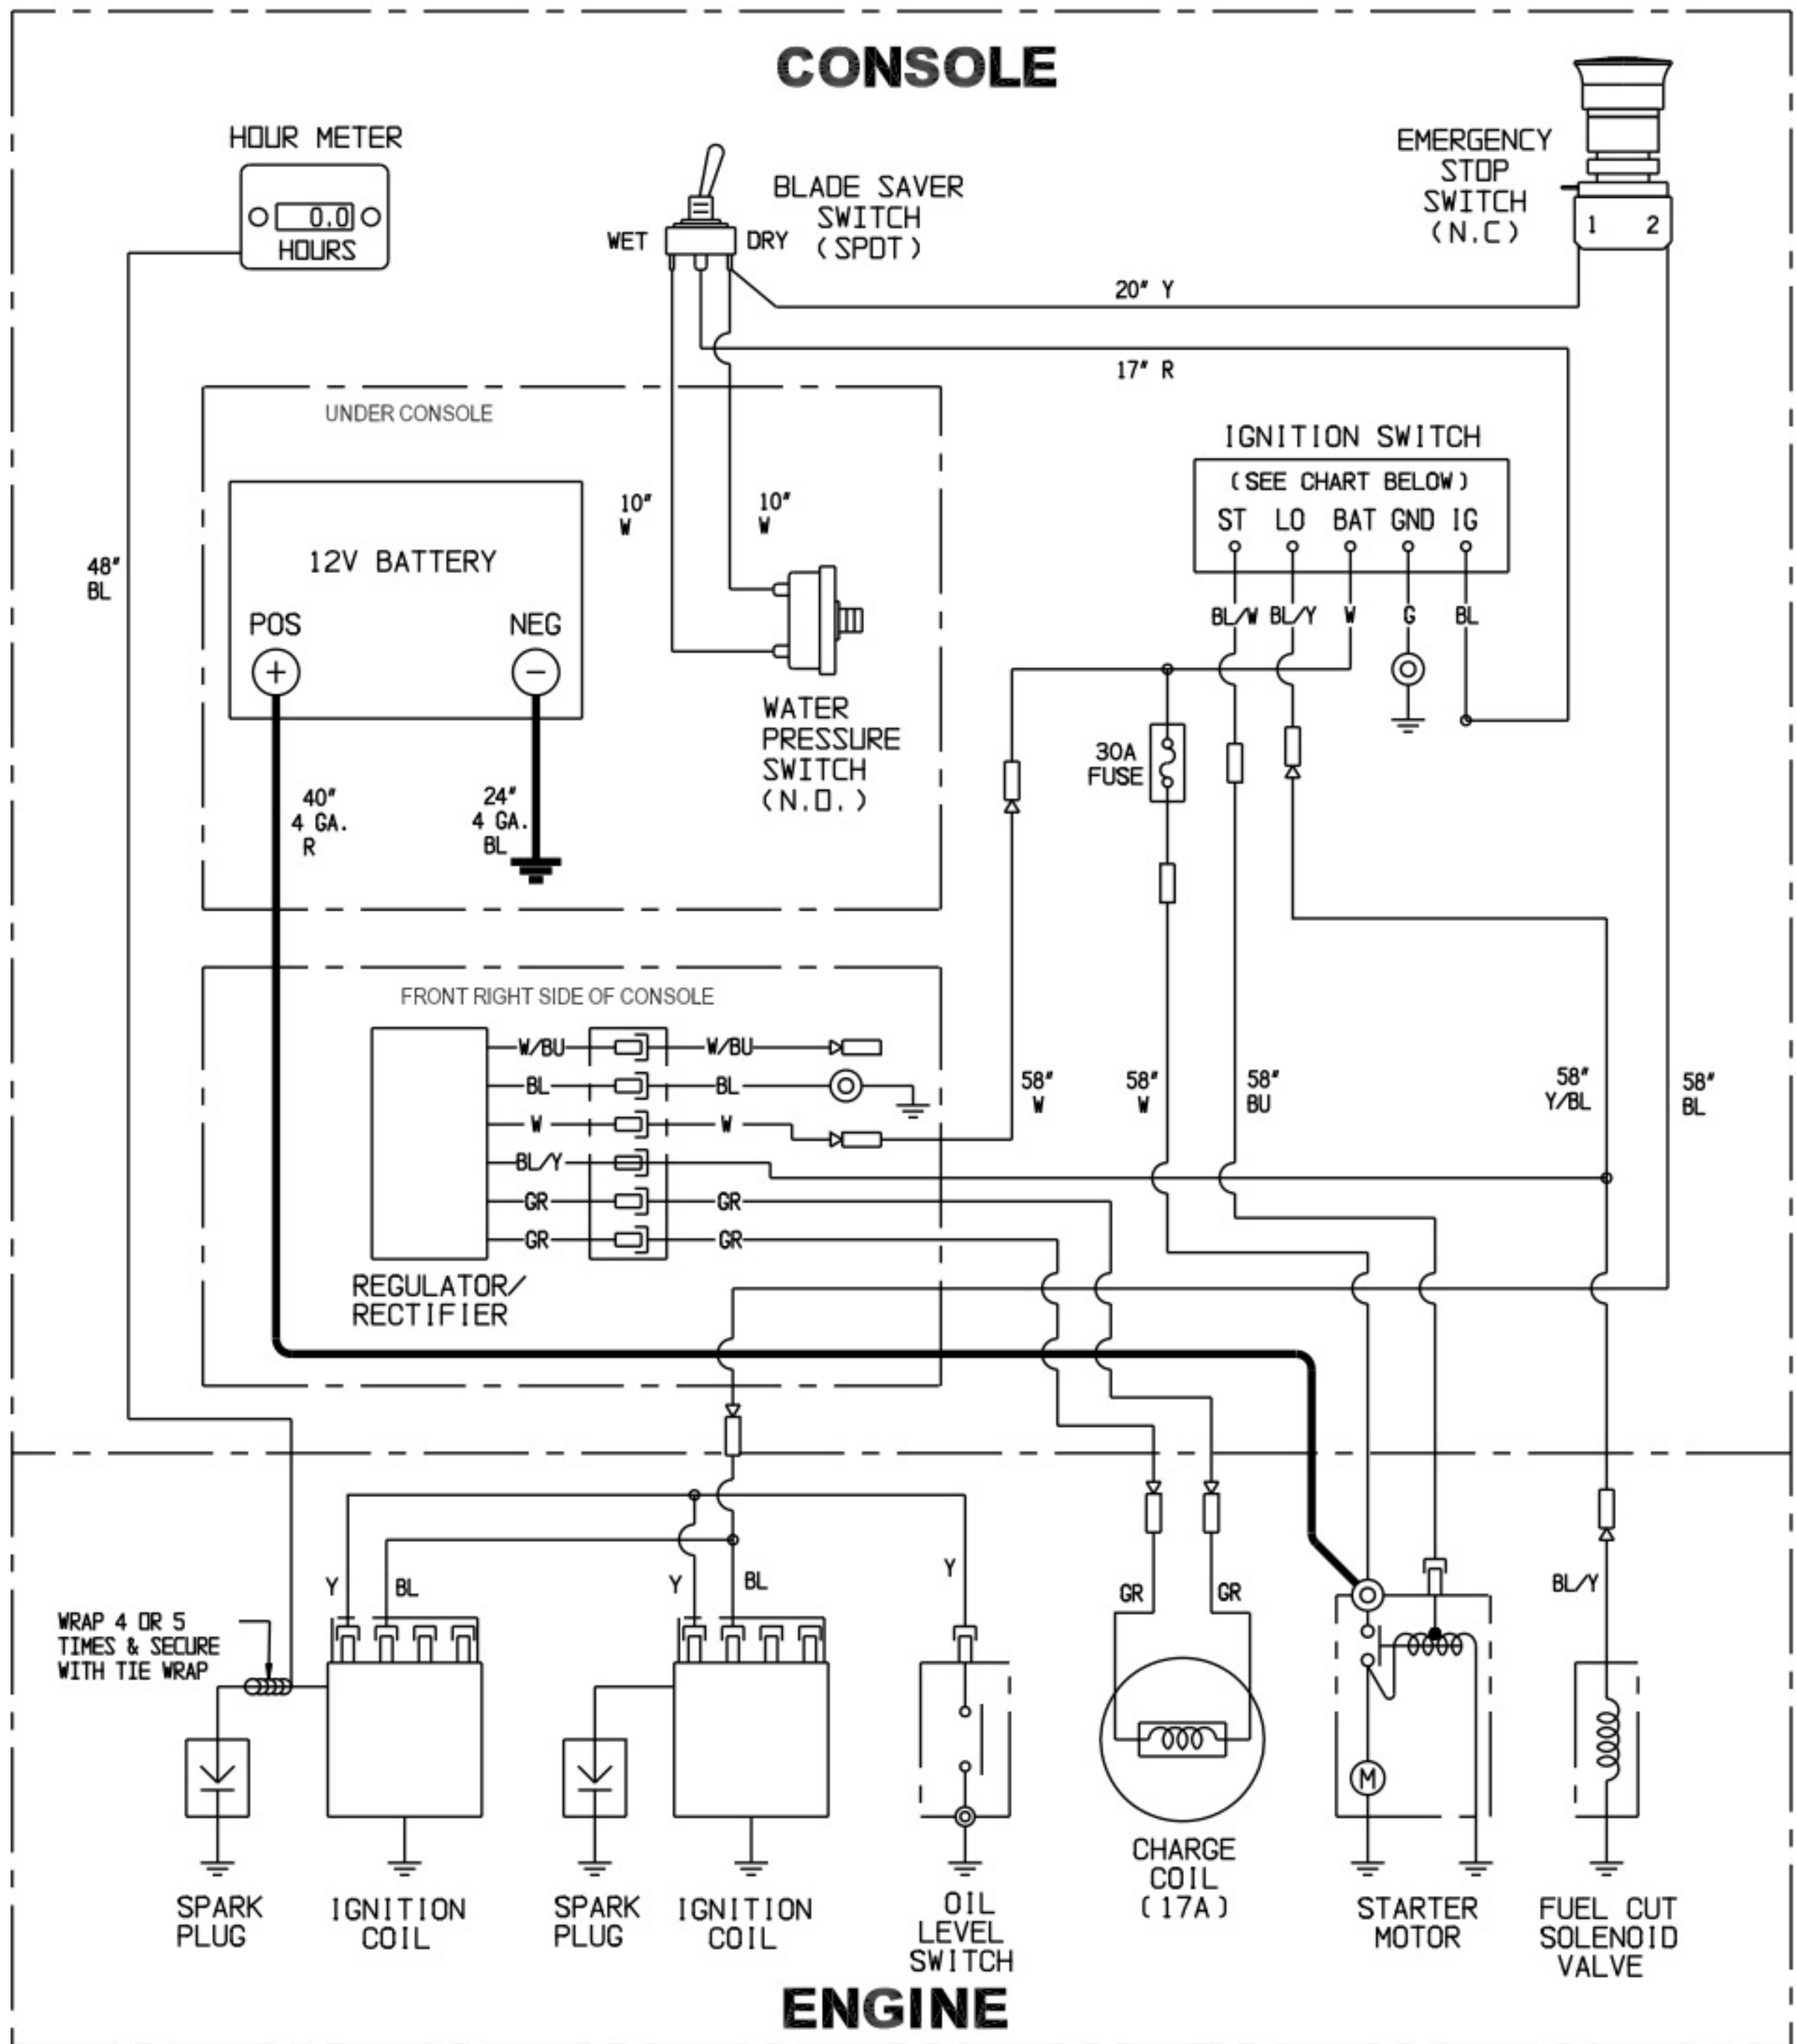 CONSOLE
HOUR METER
0.0
HOURS
BLADE SAVER
SWITCH
(SPDT)
WET
DRY
EMERGENCY
STOP
SWITCH
(N.C)
1 2
20" Y
17" R
UNDER CONSOLE
12V BATTERY
POS
NEG
+
−
40"
4 GA.
R
24"
4 GA.
BL
48"
BL
10"
W
10"
W
WATER
PRESSURE
SWITCH
(N.O.)
IGNITION SWITCH
(SEE CHART BELOW)
ST LO BAT GND IG
BL/W BL/Y W G BL
30A
FUSE
FRONT RIGHT SIDE OF CONSOLE
W/BU W/BU
BL BL
W W
BL/Y
GR GR
GR GR
REGULATOR/
RECTIFIER
58"
W
58"
W
58"
BU
58"
Y/BL
58"
BL
Y
BL
Y
BL
Y
GR
GR
BL/Y
WRAP 4 OR 5
TIMES & SECURE
WITH TIE WRAP
M
SPARK
PLUG
IGNITION
COIL
SPARK
PLUG
IGNITION
COIL
OIL
LEVEL
SWITCH
CHARGE
COIL
(17A)
STARTER
MOTOR
FUEL CUT
SOLENOID
VALVE
ENGINE